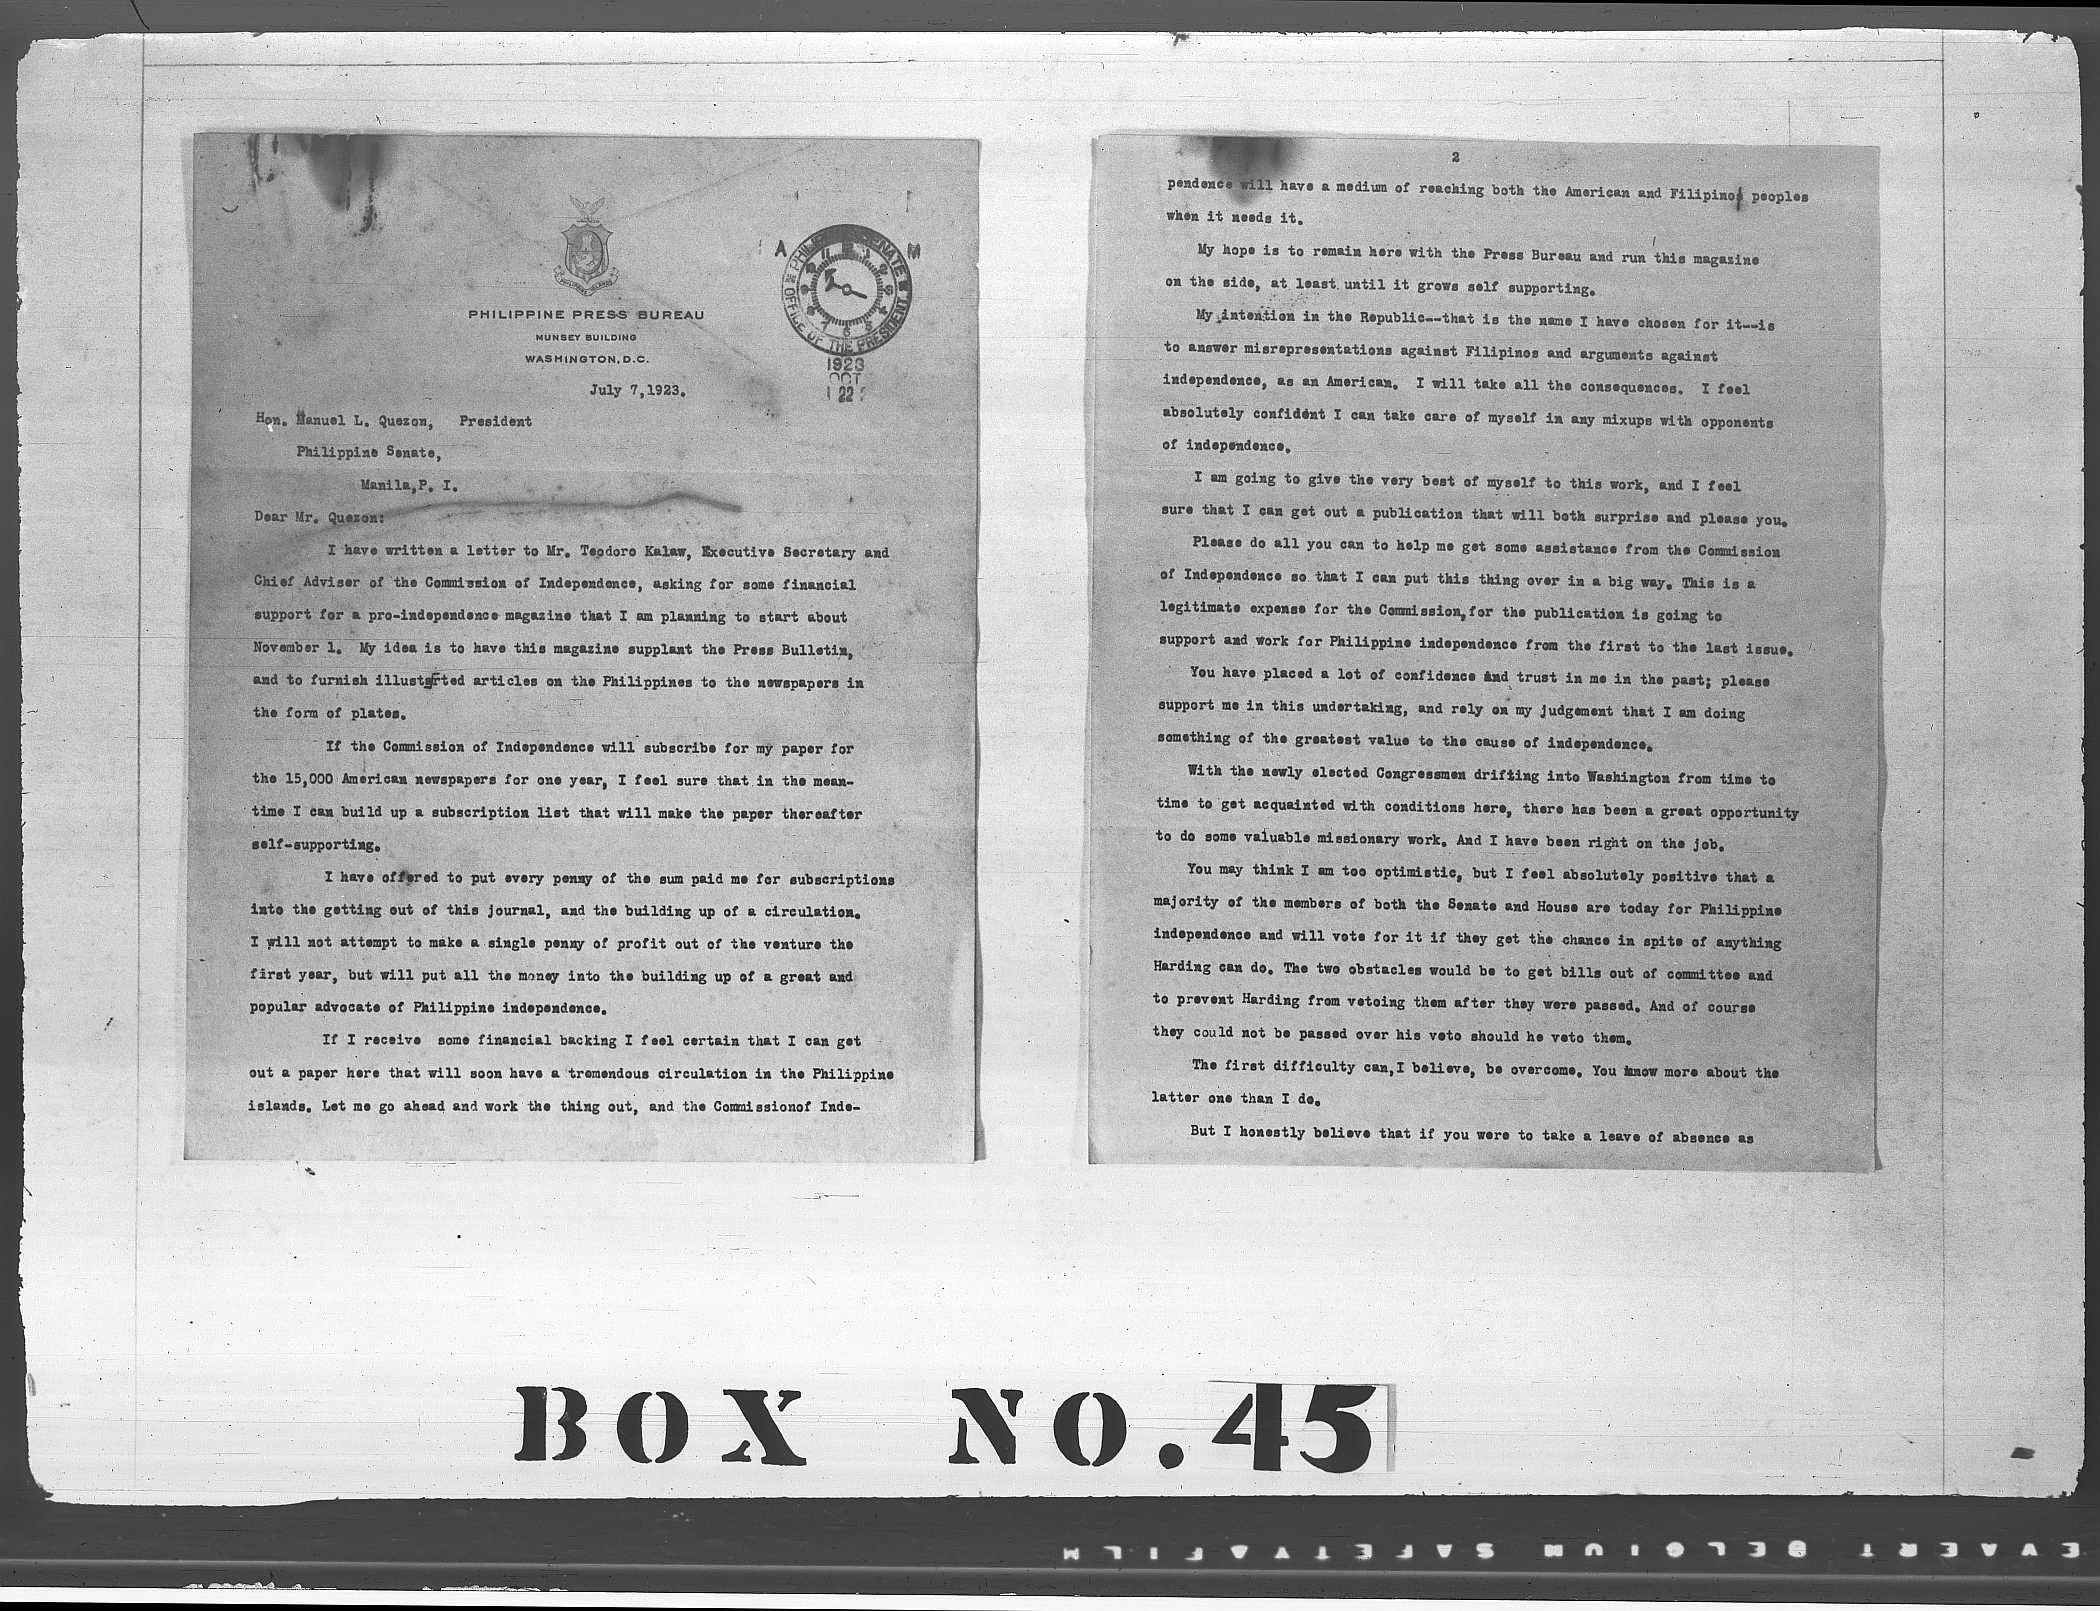 PHILIPPINE PRESS BUREAU
MUNSEY BUILDING
WASHINGTON, D.C.
July 7,1923.
A M
PHILIPPINE SENATE
OFFICE OF THE PRESIDENT
1923
OCT
22
Hon. Manuel L. Quezon, President
Philippine Senate,
Manila,P. I.
Dear Mr. Quezon:
I have written a letter to Mr. Teodoro Kalaw, Executive Secretary and
Chief Adviser of the Commission of Independence, asking for some financial
support for a pro-independence magazine that I am planning to start about
November 1. My idea is to have this magazine supplant the Press Bulletin,
and to furnish articles on the Philippines to the newspapers in
the form of plates.
If the Commission of Independence will subscribe for my paper for
the 15,000 American newspapers for one year, I feel sure that in the mean-
time I can build up a subscription list that will make the paper thereafter
self-supporting.
I have offered to put every penny of the sum paid me for subscriptions
into the getting out of this journal, and the building up of a circulation.
I will not attempt to make a single penny of profit out of the venture the
first year, but will put all the money into the building up of a great and
popular advocate of Philippine independence.
If I receive some financial backing I feel certain that I can get
out a paper here that will soon have a tremendous circulation in the Philippine
islands. Let me go ahead and work the thing out, and the Commissionof Inde-
2
pendence will have a medium of reaching both the American and Filipino peoples
when it needs it.
My hope is to remain here with the Press Bureau and run this magazine
on the side, at least until it grows self supporting.
My intention in the Republic--that is the name I have chosen for it--is
to answer misrepresentations against Filipinos and arguments against
independence, as an American. I will take all the consequences. I feel
absolutely confident I can take care of myself in any mixups with opponents
of independence.
I am going to give the very best of myself to this work, and I feel
sure that I can get out a publication that will both surprise and please you.
Please do all you can to help me get some assistance from the Commission
of Independence so that I can put this thing over in a big way. This is a
legitimate expense for the Commission,for the publication is going to
support and work for Philippine independence from the first to the last issue.
You have placed a lot of confidence and trust in me in the past; please
support me in this undertaking, and rely on my judgement that I am doing
something of the greatest value to the cause of independence.
With the newly elected Congressmen drifting into Washington from time to
time to get acquainted with conditions here, there has been a great opportunity
to do some valuable missionary work. And I have been right on the job.
You may think I am too optimistic, but I feel absolutely positive that a
majority of the members of both the Senate and House are today for Philippine
independence and will vote for it if they get the chance in spite of anything
Harding can do. The two obstacles would be to get bills out of committee and
to prevent Harding from vetoing them after they were passed. And of course
they could not be passed over his veto should he veto them.
The first difficulty can,I believe, be overcome. You know more about the
latter one than I do.
But I honestly believe that if you were to take a leave of absence as
BOX NO.45
EVAERT BELGIUM SAFETY FILM